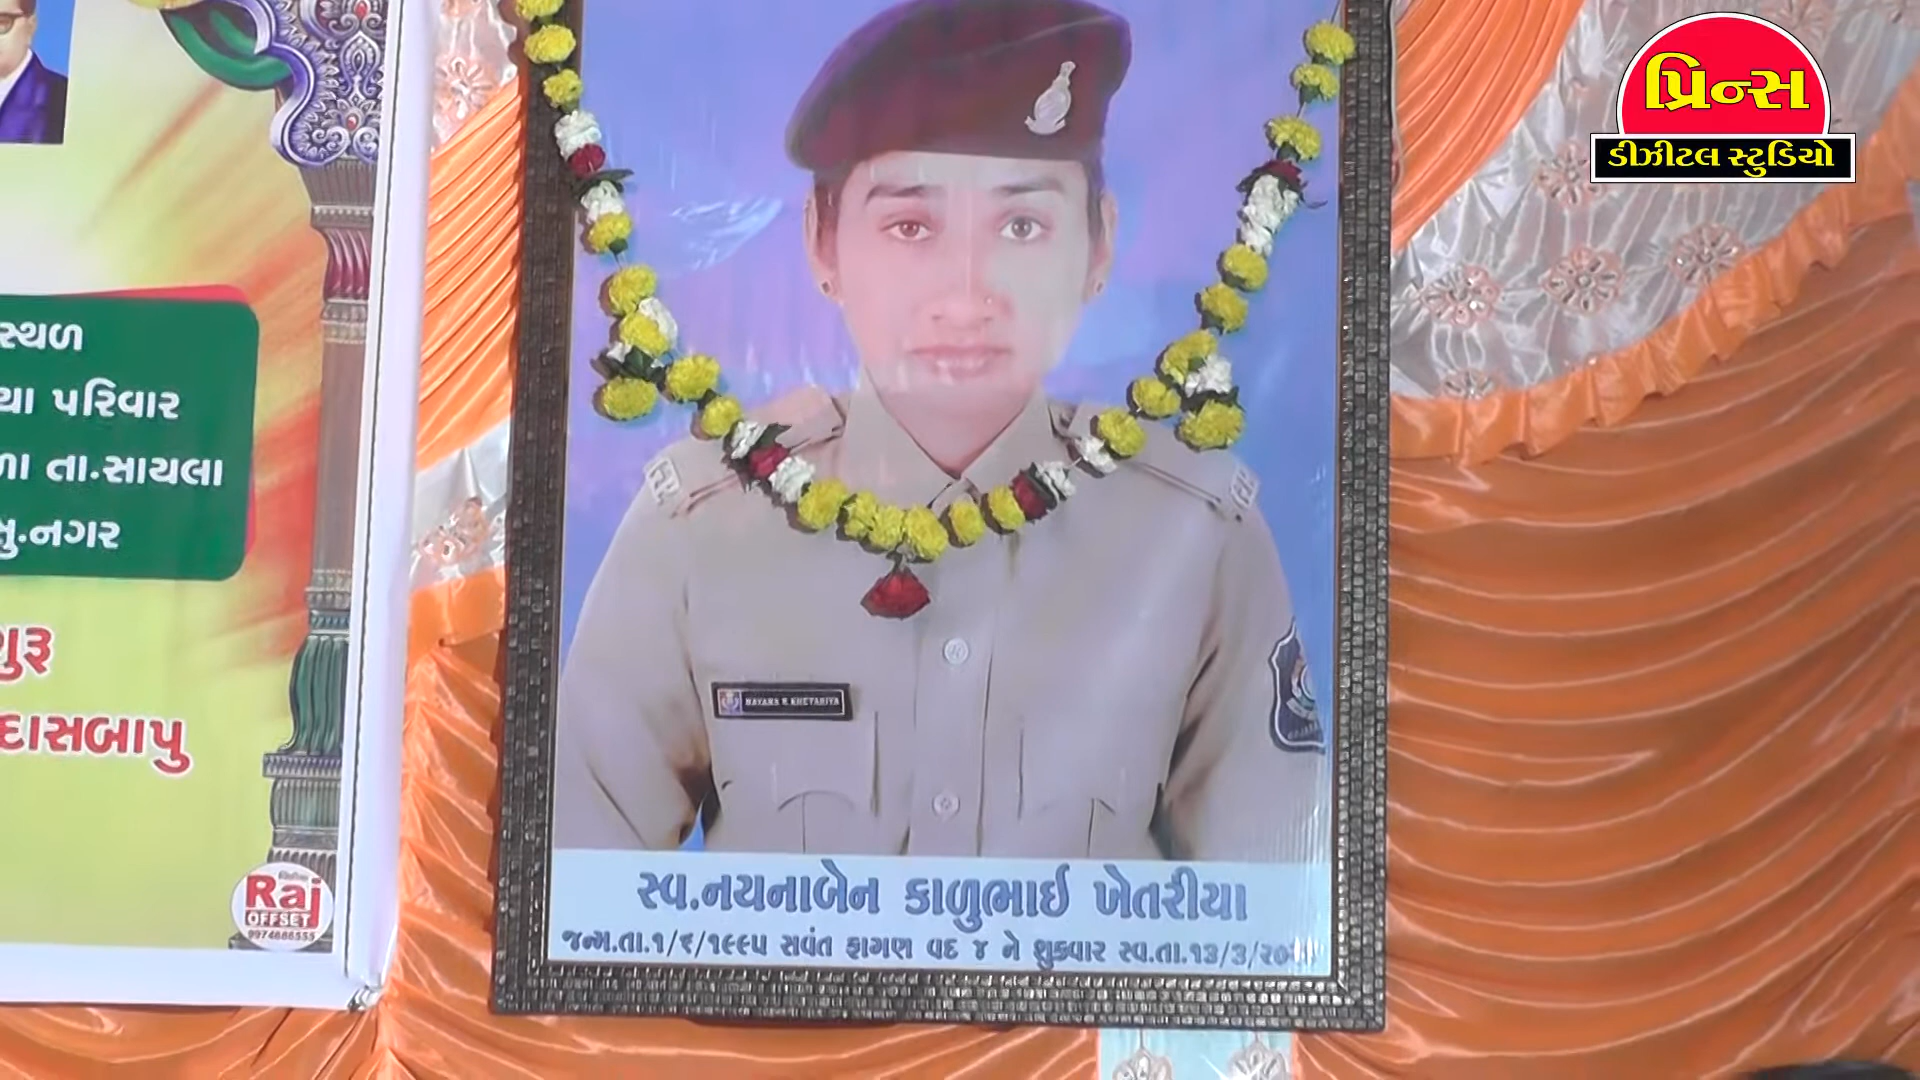 પ્રિન્સ
ડીઝીટલ સ્ટુડિયો
સ્થળ
પરિવાર
તા.સાયલા
સુ.નગર
ગુરૂ
દાસબાપુ
Raj
OFFSET
9974686555
KHETARIYA
સ્વ.નયનાબેન કાળુભાઈ ખેતરીયા
જન્મ.તા.૧/૬/૧૯૯૫ સવંત ફાગણ વદ ૪ ને શુક્રવાર સ્વ.તા.૧૩/૩/૨૦